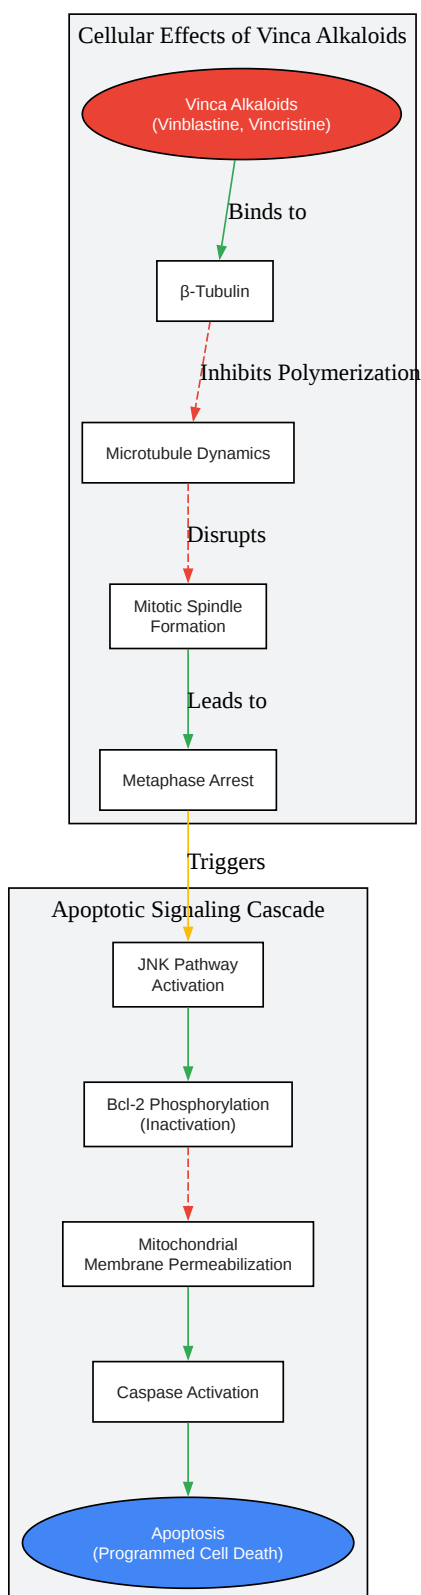 Cellular Effects of Vinca Alkaloids
Vinca Alkaloids
(Vinblastine, Vincristine)
Binds to
β-Tubulin
Inhibits Polymerization
Microtubule Dynamics
Disrupts
Mitotic Spindle
Formation
Leads to
Metaphase Arrest
Triggers
Apoptotic Signaling Cascade
JNK Pathway
Activation
Bcl-2 Phosphorylation
(Inactivation)
Mitochondrial
Membrane Permeabilization
Caspase Activation
Apoptosis
(Programmed Cell Death)